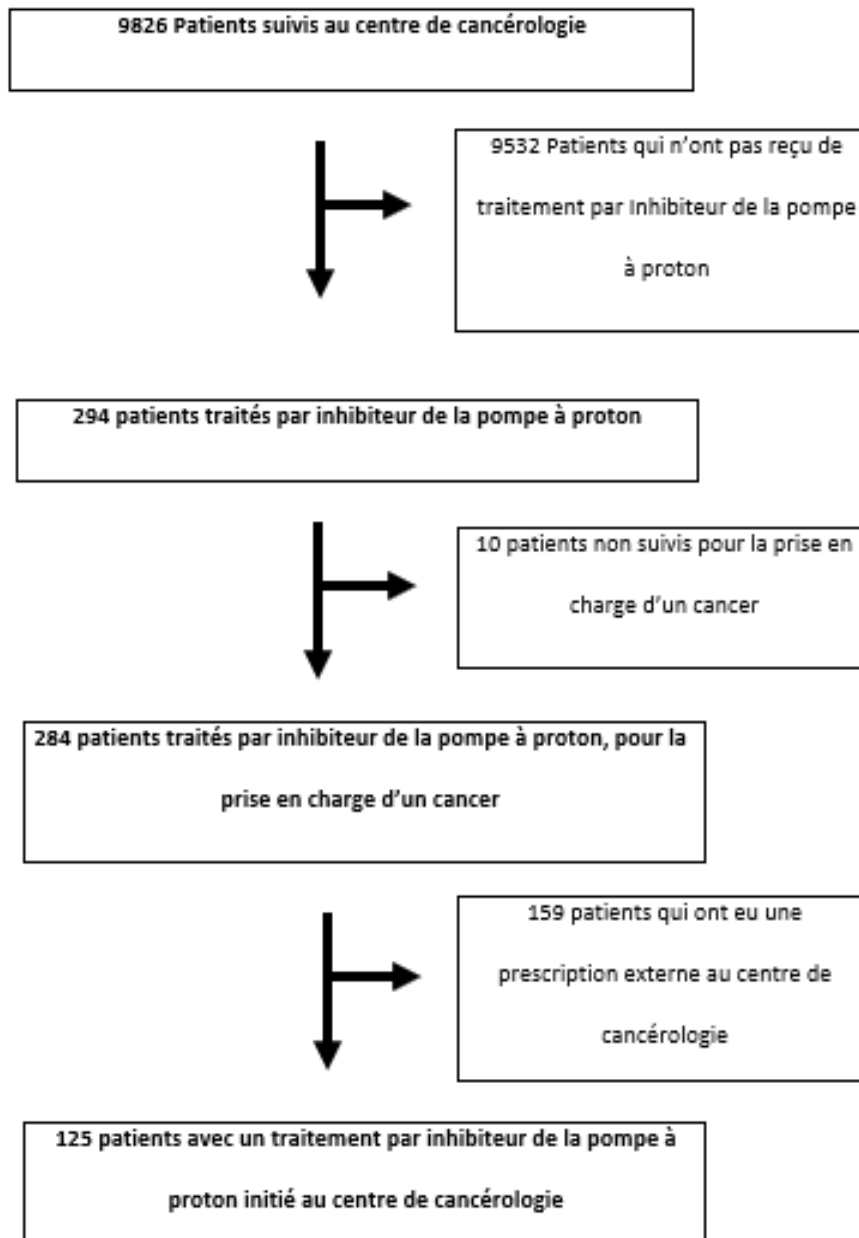 9826 Patients suivis au centre de cancérologie
9532 Patients qui n’ont pas reçu de
traitement par Inhibiteur de la pompe
à proton
294 patients traités par inhibiteur de la pompe à proton
10 patients non suivis pour la prise en
charge d’un cancer
284 patients traités par inhibiteur de la pompe à proton, pour la
prise en charge d’un cancer
159 patients qui ont eu une
prescription externe au centre de
cancérologie
125 patients avec un traitement par inhibiteur de la pompe à
proton initié au centre de cancérologie